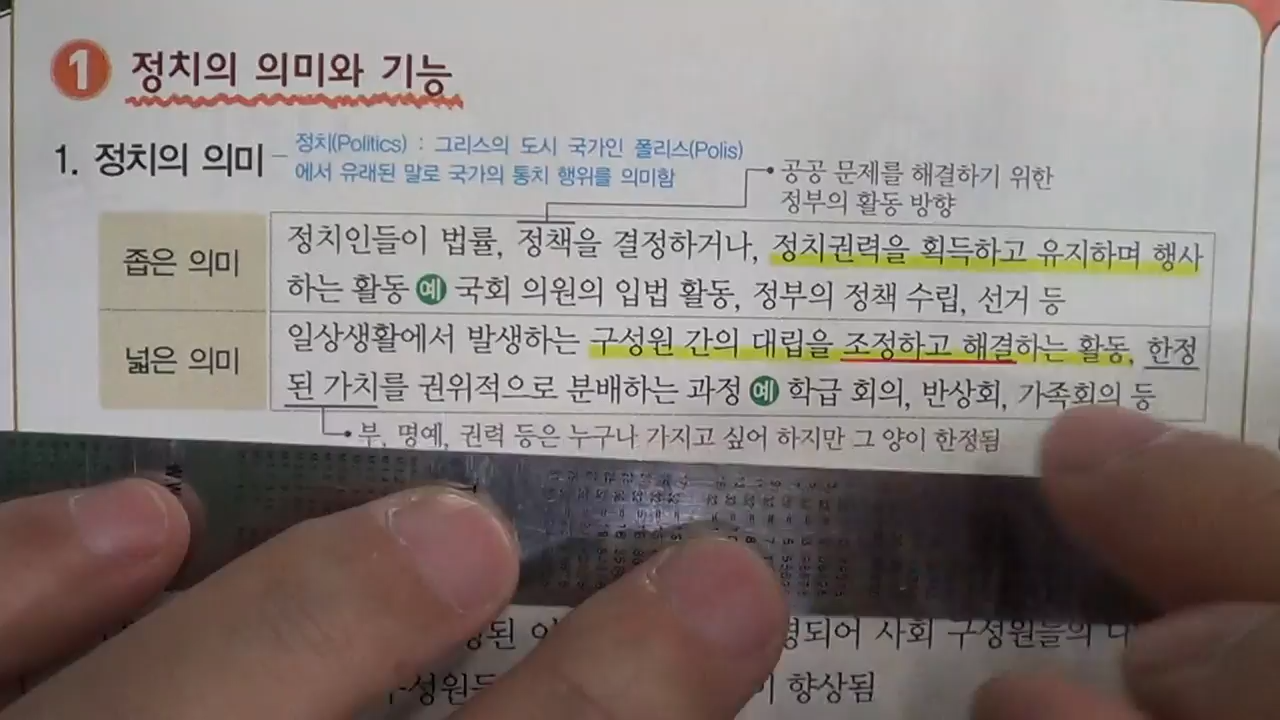 1 정치의 의미와 기능
1. 정치의 의미
정치(Politics) : 그리스의 도시 국가인 폴리스(Polis)
에서 유래된 말로 국가의 통치 행위를 의미함
공공 문제를 해결하기 위한
정부의 활동 방향
좁은 의미
정치인들이 법률, 정책을 결정하거나, 정치권력을 획득하고 유지하며 행사
하는 활동 예 국회 의원의 입법 활동, 정부의 정책 수립, 선거 등
넓은 의미
일상생활에서 발생하는 구성원 간의 대립을 조정하고 해결하는 활동, 한정
된 가치를 권위적으로 분배하는 과정 예 학급 회의, 반상회, 가족회의 등
부, 명예, 권력 등은 누구나 가지고 싶어 하지만 그 양이 한정됨
사회 구성원들의
향상됨